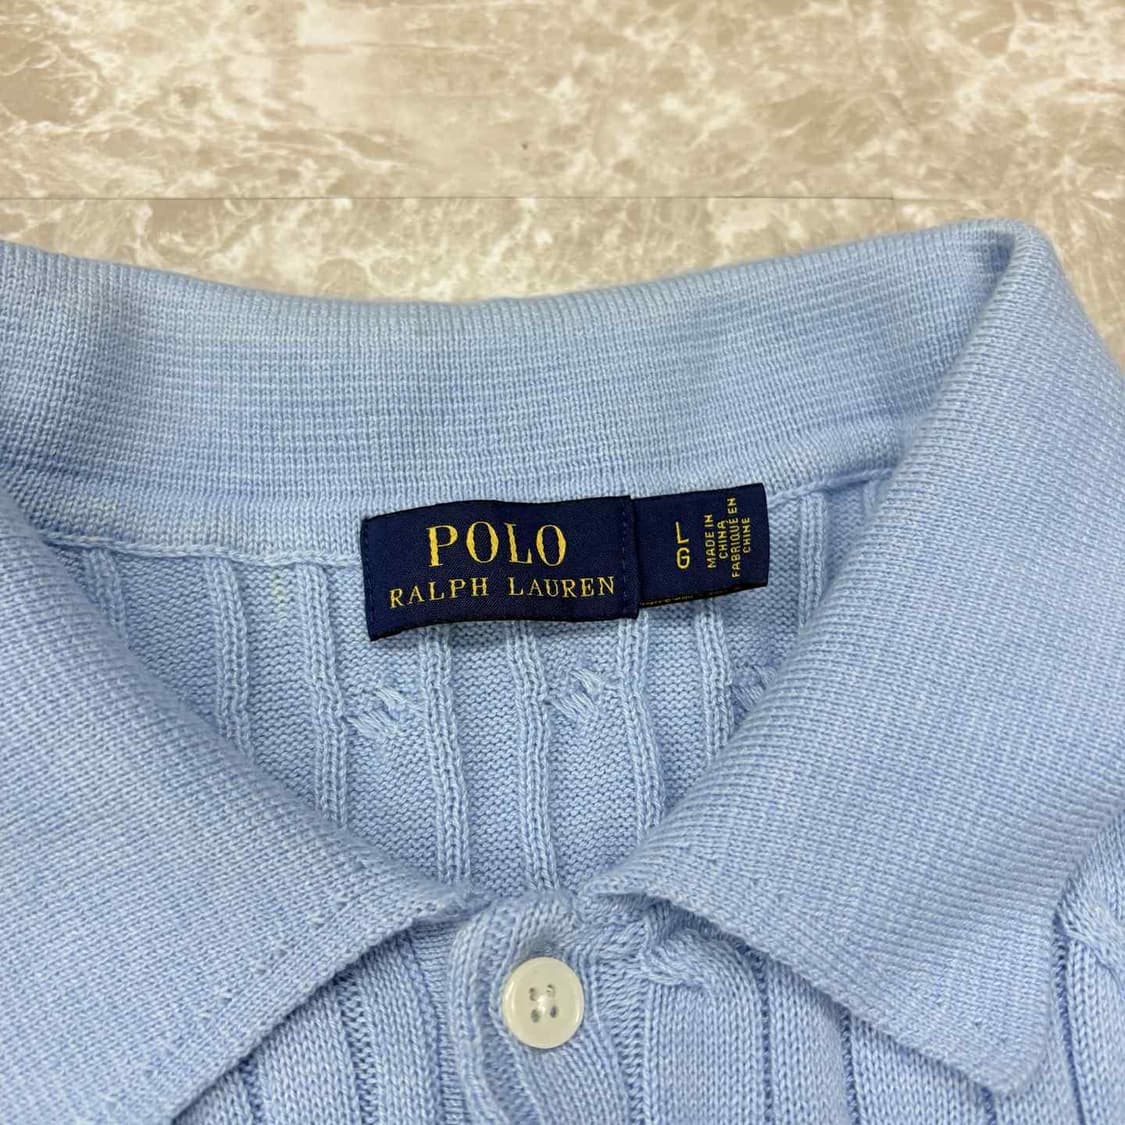 POLO
RALPH LAUREN
L
G
MADE IN
CHINA
FABRIQUÉ EN
CHINE